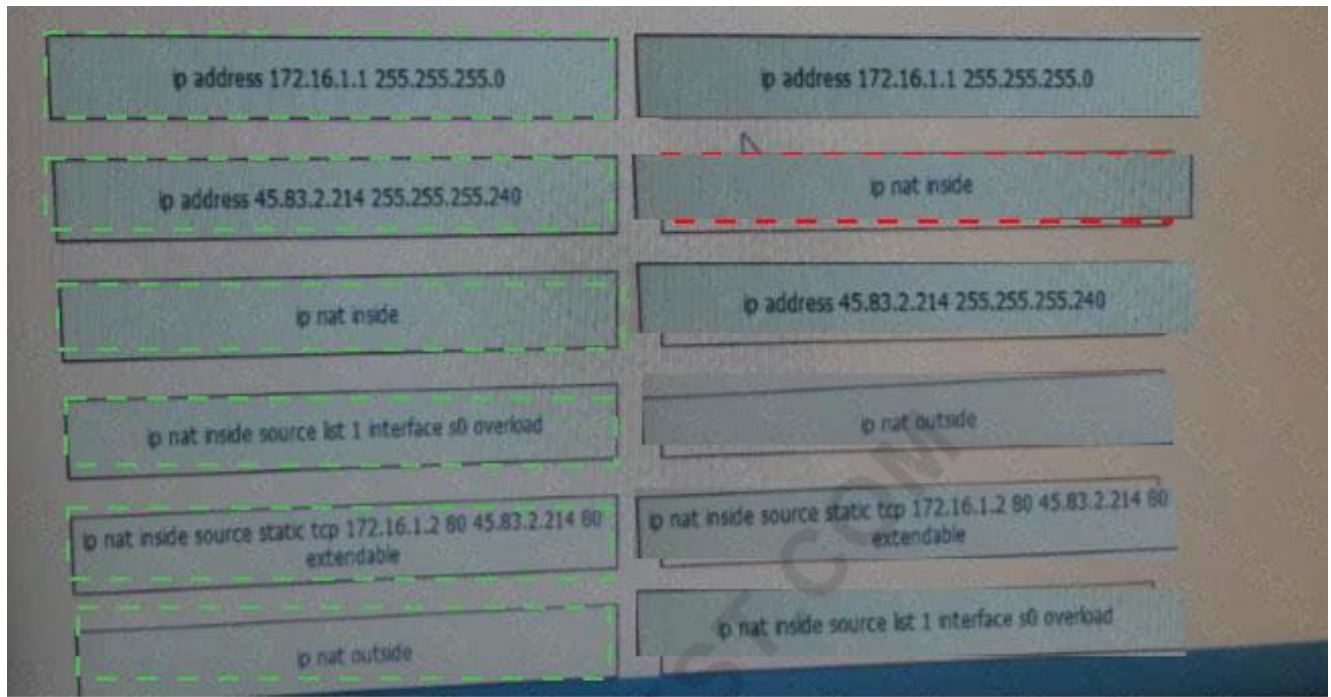 ip address 172.16.1.1 255.255.255.0
ip address 45.83.2.214 255.255.255.240
ip nat inside
ip nat inside source list 1 interface s0 overload
ip nat inside source static tcp 172.16.1.2 80 45.83.2.214 80
extendable
ip nat outside
ip address 172.16.1.1 255.255.255.0
ip nat inside
ip address 45.83.2.214 255.255.255.240
ip nat outside
ip nat inside source static tcp 172.16.1.2 80 45.83.2.214 80
extendable
ip nat inside source list 1 interface s0 overload